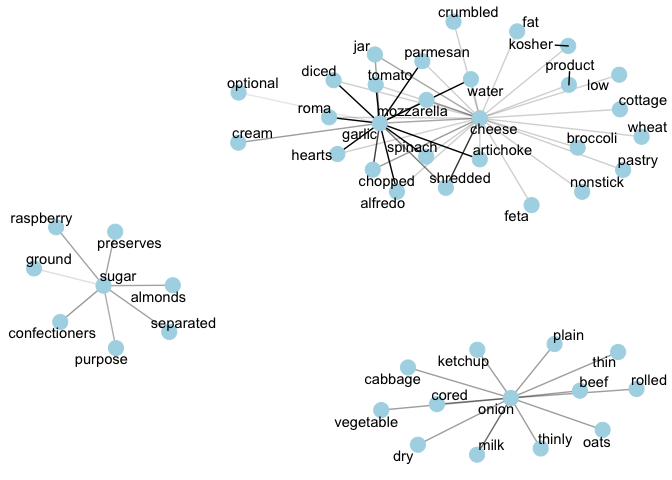 crumbled
fat
kosher
jar
parmesan
product
diced
tomato
low
optional
water
roma
mozzarella
cottage
cream
garlic
cheese
wheat
hearts
spinach
artichoke
broccoli
pastry
chopped
shredded
nonstick
alfredo
feta
raspberry
preserves
ground
sugar
almonds
confectioners
separated
purpose
plain
ketchup
thin
cabbage
beef
rolled
cored
onion
vegetable
dry
milk
thinly
oats